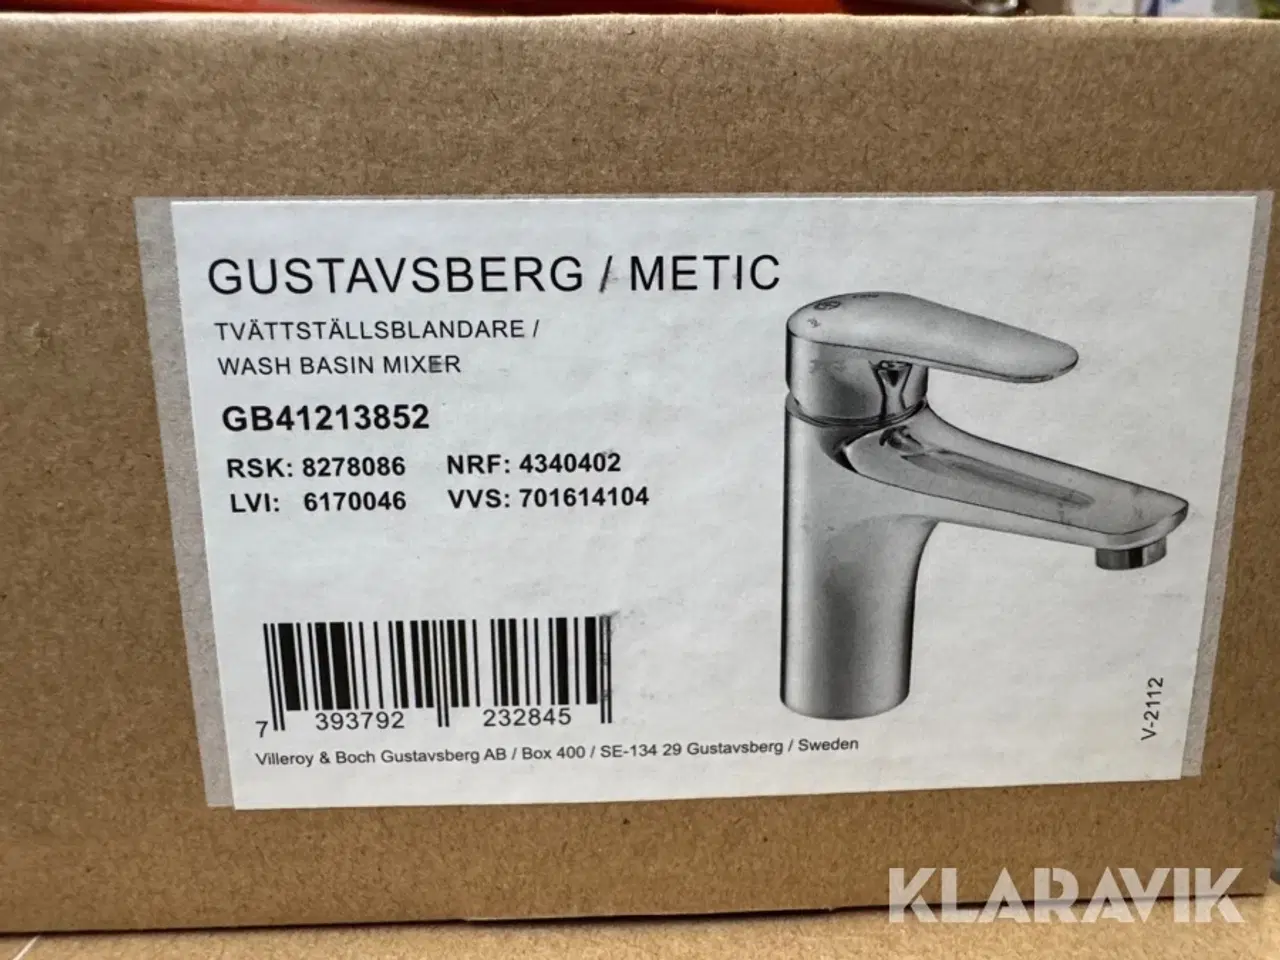 GUSTAVSBERG / METIC
TVÄTTSTÄLLSBLANDARE /
WASH BASIN MIXER
GB41213852
RSK: 8278086 NRF: 4340402
LVI: 6170046 VVS: 701614104
7 393792 232845
Villeroy & Boch Gustavsberg AB / Box 400 / SE-134 29 Gustavsberg / Sweden
V-2112
KLARAVIK